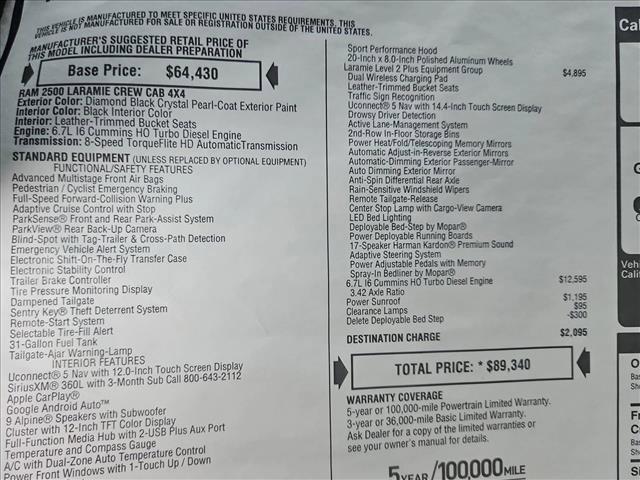 THIS VEHICLE IS MANUFACTURED TO MEET SPECIFIC UNITED STATES REQUIREMENTS. THIS
VEHICLE IS NOT MANUFACTURED FOR SALE OR REGISTRATION OUTSIDE OF THE UNITED STATES.
MANUFACTURER'S SUGGESTED RETAIL PRICE OF
THIS MODEL INCLUDING DEALER PREPARATION
Base Price: $64,430
RAM 2500 LARAMIE CREW CAB 4X4
Exterior Color: Diamond Black Crystal Pearl-Coat Exterior Paint
Interior Color: Black Interior Color
Interior: Leather-Trimmed Bucket Seats
Engine: 6.7L I6 Cummins HO Turbo Diesel Engine
Transmission: 8-Speed TorqueFlite HD AutomaticTransmission
STANDARD EQUIPMENT (UNLESS REPLACED BY OPTIONAL EQUIPMENT)
FUNCTIONAL/SAFETY FEATURES
Advanced Multistage Front Air Bags
Pedestrian / Cyclist Emergency Braking
Full-Speed Forward-Collision Warning Plus
Adaptive Cruise Control with Stop
ParkSense® Front and Rear Park-Assist System
ParkView® Rear Back-Up Camera
Blind-Spot with Tag-Trailer & Cross-Path Detection
Emergency Vehicle Alert System
Electronic Shift-On-The-Fly Transfer Case
Electronic Stability Control
Trailer Brake Controller
Tire Pressure Monitoring Display
Dampened Tailgate
Sentry Key® Theft Deterrent System
Remote-Start System
Selectable Tire-Fill Alert
31-Gallon Fuel Tank
Tailgate-Ajar Warning-Lamp
INTERIOR FEATURES
Uconnect® 5 Nav with 12.0-Inch Touch Screen Display
SiriusXM® 360L with 3-Month Sub Call 800-643-2112
Apple CarPlay®
Google Android Auto™
9 Alpine® Speakers with Subwoofer
Cluster with 12-Inch TFT Color Display
Full-Function Media Hub with 2-USB Plus Aux Port
Temperature and Compass Gauge
A/C with Dual-Zone Auto Temperature Control
Power Front Windows with 1-Touch Up / Down
Sport Performance Hood
20-Inch x 8.0-Inch Polished Aluminum Wheels
Laramie Level 2 Plus Equipment Group $4,895
Dual Wireless Charging Pad
Leather-Trimmed Bucket Seats
Traffic Sign Recognition
Uconnect® 5 Nav with 14.4-Inch Touch Screen Display
Drowsy Driver Detection
Active Lane-Management System
2nd-Row In-Floor Storage Bins
Power Heat/Fold/Telescoping Memory Mirrors
Automatic Adjust-in-Reverse Exterior Mirrors
Automatic-Dimming Exterior Passenger-Mirror
Auto Dimming Exterior Mirror
Anti-Spin Differential Rear Axle
Rain-Sensitive Windshield Wipers
Remote Tailgate-Release
Center Stop Lamp with Cargo-View Camera
LED Bed Lighting
Deployable Bed-Step by Mopar®
Power Deployable Running Boards
17-Speaker Harman Kardon® Premium Sound
Adaptive Steering System
Power Adjustable Pedals with Memory
Spray-In Bedliner by Mopar®
6.7L I6 Cummins HO Turbo Diesel Engine $12,595
3.42 Axle Ratio
Power Sunroof $1,195
Clearance Lamps $95
Delete Deployable Bed Step -$300
DESTINATION CHARGE $2,095
TOTAL PRICE: * $89,340
WARRANTY COVERAGE
5-year or 100,000-mile Powertrain Limited Warranty.
3-year or 36,000-mile Basic Limited Warranty.
Ask Dealer for a copy of the limited warranties or
see your owner's manual for details.
5 YEAR / 100,000 MILE